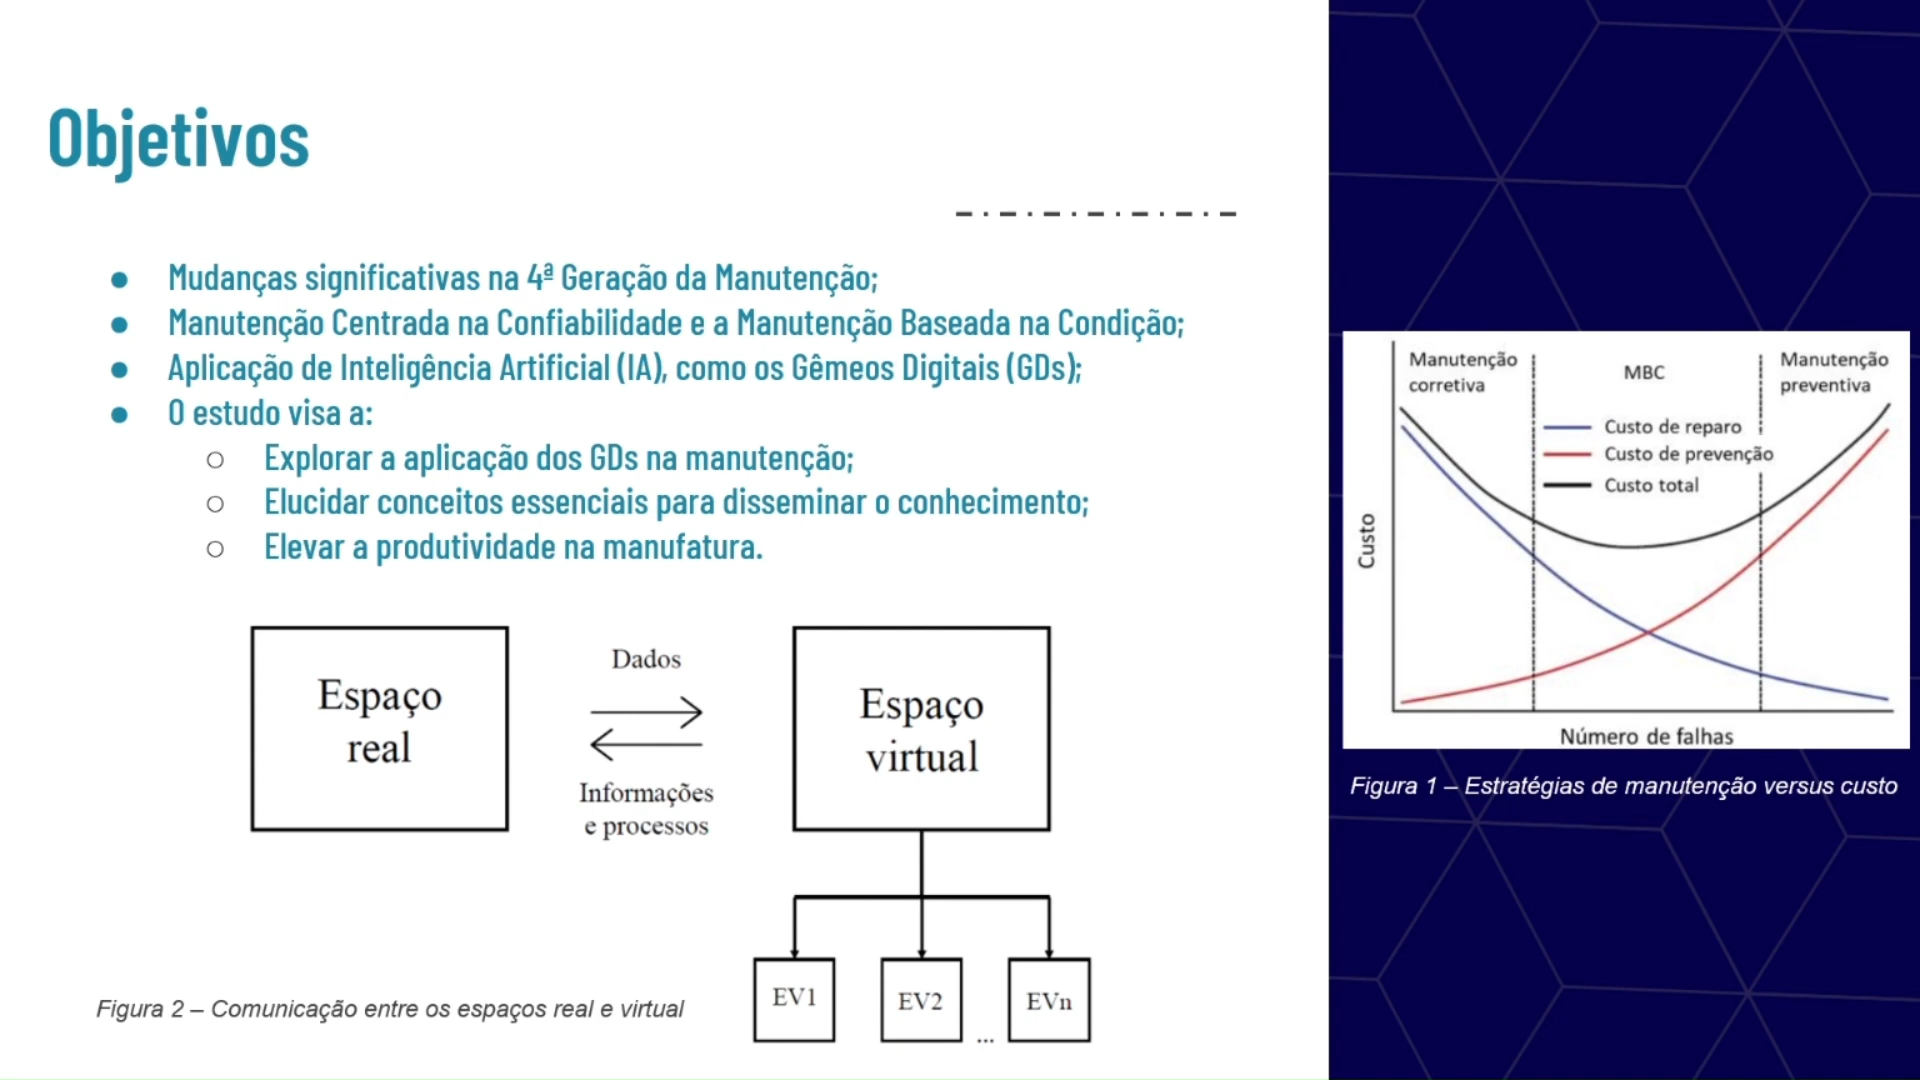 Objetivos
Mudanças significativas na 4ª Geração da Manutenção;
Manutenção Centrada na Confiabilidade e a Manutenção Baseada na Condição;
Aplicação de Inteligência Artificial (IA), como os Gêmeos Digitais (GDs);
O estudo visa a:
Explorar a aplicação dos GDs na manutenção;
Elucidar conceitos essenciais para disseminar o conhecimento;
Elevar a produtividade na manufatura.
Espaço
real
Dados
Informações
e processos
Espaço
virtual
EV1
EV2
...
EVn
Figura 2 – Comunicação entre os espaços real e virtual
Manutenção
corretiva
MBC
Manutenção
preventiva
Custo de reparo
Custo de prevenção
Custo total
Custo
Número de falhas
Figura 1 – Estratégias de manutenção versus custo